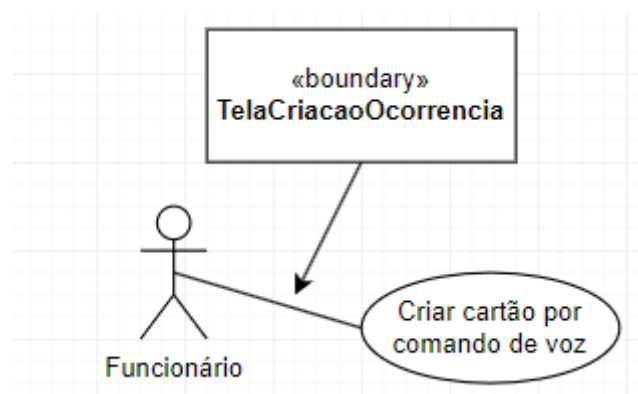 «boundary»
TelaCriacaoOcorrencia
Criar cartão por
comando de voz
Funcionário